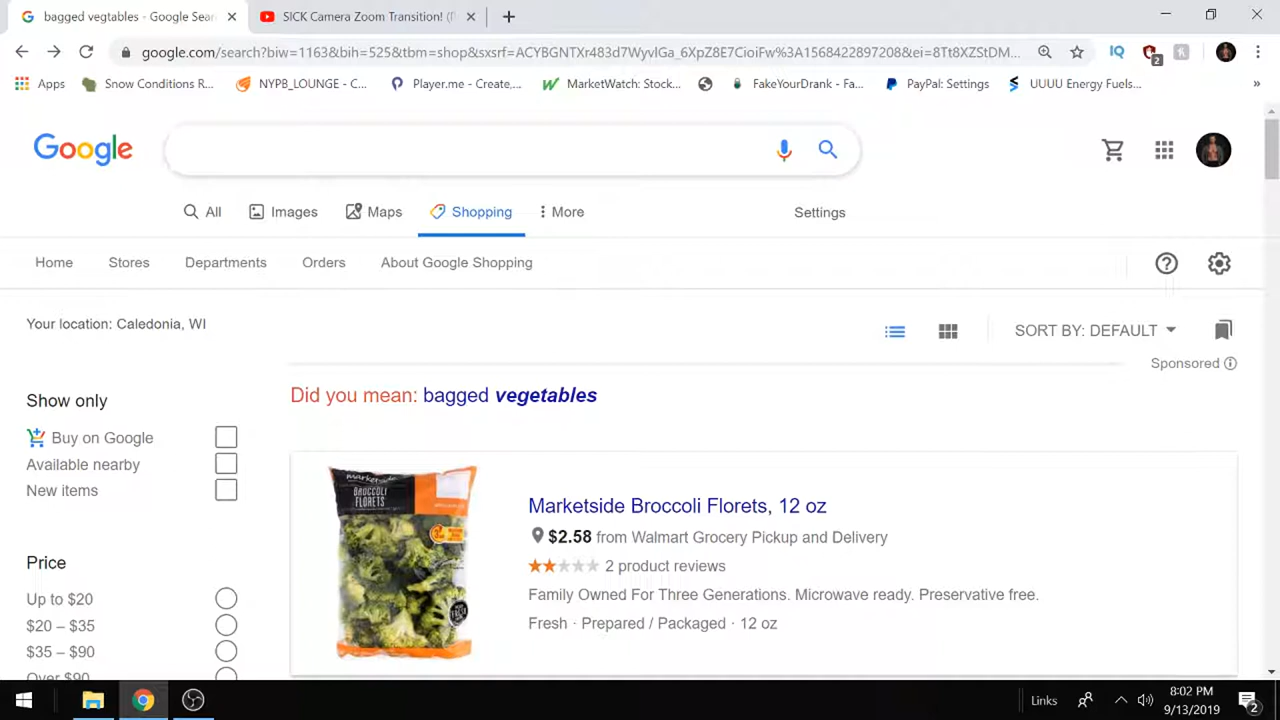 bagged vegtables - Google Sear
SICK Camera Zoom Transition! (
google.com/search?biw=1163&bih=525&tbm=shop&sxsrf=ACYBGNTXr483d7WyvIGa_6XpZ8E7CioiFw%3A1568422897208&ei=8Tt8XZStDM...
Apps
Snow Conditions R...
NYPB_LOUNGE - C...
Player.me - Create,...
MarketWatch: Stock...
FakeYourDrank - Fa...
PayPal: Settings
UUUU Energy Fuels...
»
Google
All
Images
Maps
Shopping
More
Settings
Home
Stores
Departments
Orders
About Google Shopping
Your location: Caledonia, WI
SORT BY: DEFAULT
Sponsored
Show only
Buy on Google
Available nearby
New items
Price
Up to $20
$20 – $35
$35 – $90
Over $90
Did you mean: bagged vegetables
marketside
BROCCOLI
FLORETS
Marketside Broccoli Florets, 12 oz
$2.58 from Walmart Grocery Pickup and Delivery
2 product reviews
Family Owned For Three Generations. Microwave ready. Preservative free.
Fresh · Prepared / Packaged · 12 oz
Links
8:02 PM
9/13/2019
2